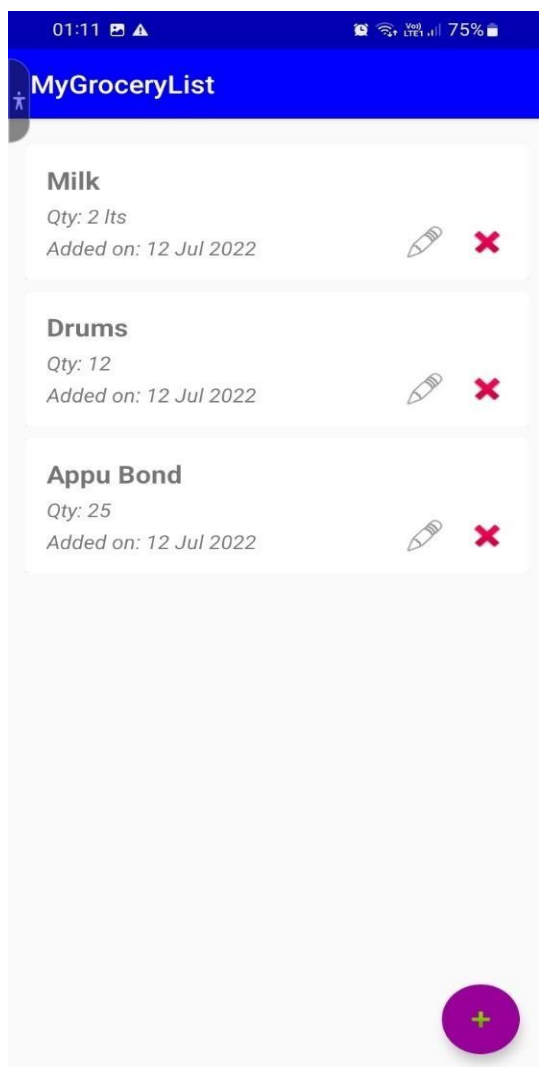 01:11 75%
MyGroceryList
Milk
Qty: 2 lts
Added on: 12 Jul 2022
Drums
Qty: 12
Added on: 12 Jul 2022
Appu Bond
Qty: 25
Added on: 12 Jul 2022
+